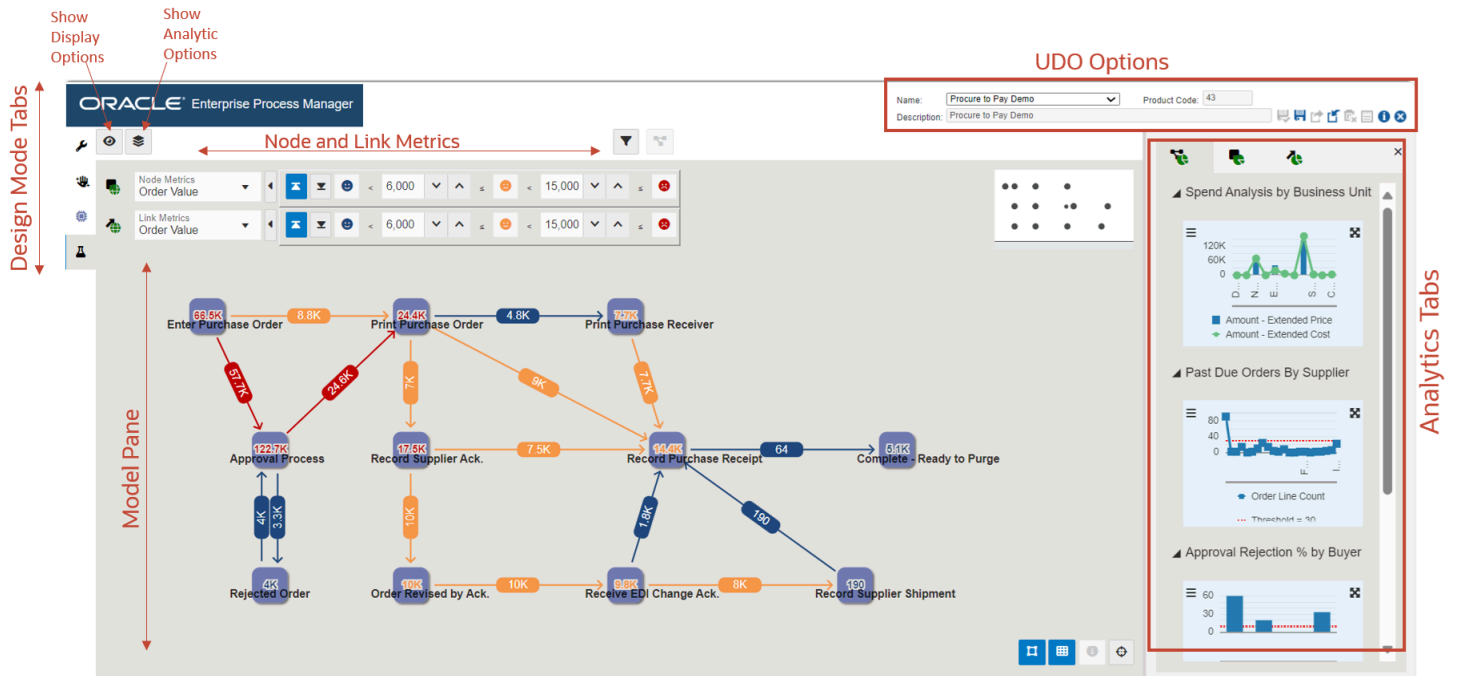 Show
Display
Options
Show
Analytic
Options
UDO Options
Design Mode Tabs
ORACLE Enterprise Process Manager
Name: Procure to Pay Demo Product Code: 43
Description: Procure to Pay Demo
Node and Link Metrics
Node Metrics
Order Value
< 6,000 ≤ < 15,000 ≤
Link Metrics
Order Value
< 6,000 ≤ < 15,000 ≤
Model Pane
66.5K
Enter Purchase Order
8.8K
24.4K
Print Purchase Order
4.8K
7.7K
Print Purchase Receiver
57.7K
24.6K
7K
9K
7.7K
122.7K
Approval Process
17.5K
Record Supplier Ack.
7.5K
14.4K
Record Purchase Receipt
64
5.1K
Complete - Ready to Purge
4K
3.3K
10K
1.8K
190
4K
Rejected Order
10K
Order Revised by Ack.
10K
9.8K
Receive EDI Change Ack.
8K
190
Record Supplier Shipment
Analytics Tabs
Spend Analysis by Business Unit
120K
60K
0
D...
N...
E...
S...
C...
Amount - Extended Price
Amount - Extended Cost
Past Due Orders By Supplier
80
40
0
F...
I...
Order Line Count
Threshold = 30
Approval Rejection % by Buyer
60
30
0